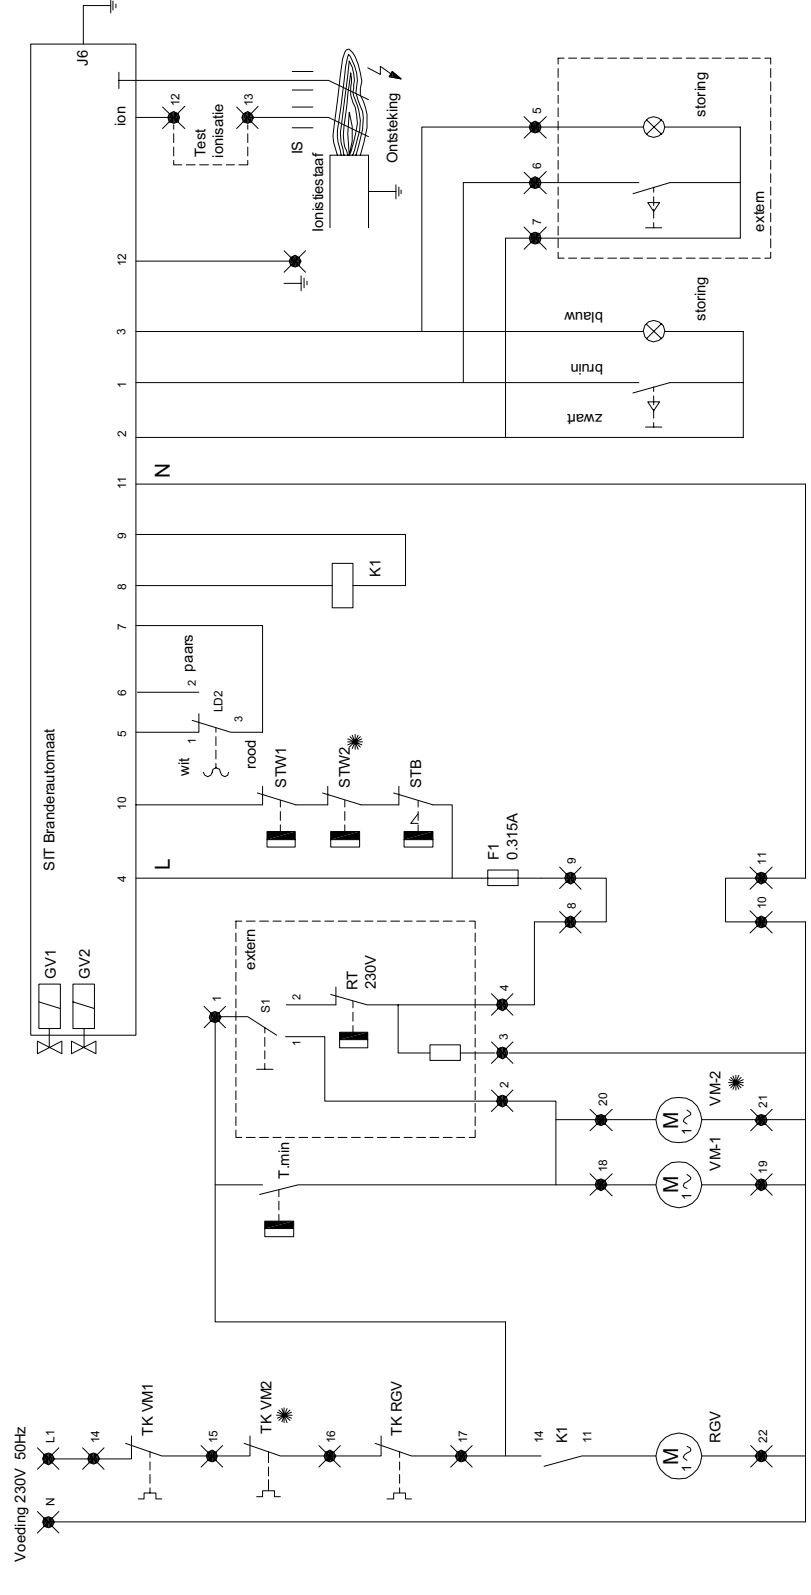 Voeding 230V 50Hz
N
L1
14
TK VM1
15
TK VM2
16
TK RGV
17
14
K1
11
M
1
RGV
22
GV1
GV2
SIT Branderautomaat
J6
4
10
5
6
7
8
9
11
2
1
3
12
ion
L
N
T.min
1
extern
S1
1
2
RT
230V
2
3
4
18
20
M
1
VM-1
19
M
1
VM-2
21
8
9
F1
0.315A
10
11
STW1
STW2
STB
wit
1
LD2
2
paars
3
rood
K1
zwart
bruin
blauw
storing
12
Test
ionisatie
13
IS
Ionistiestaaf
Ontsteking
7
6
5
storing
extern